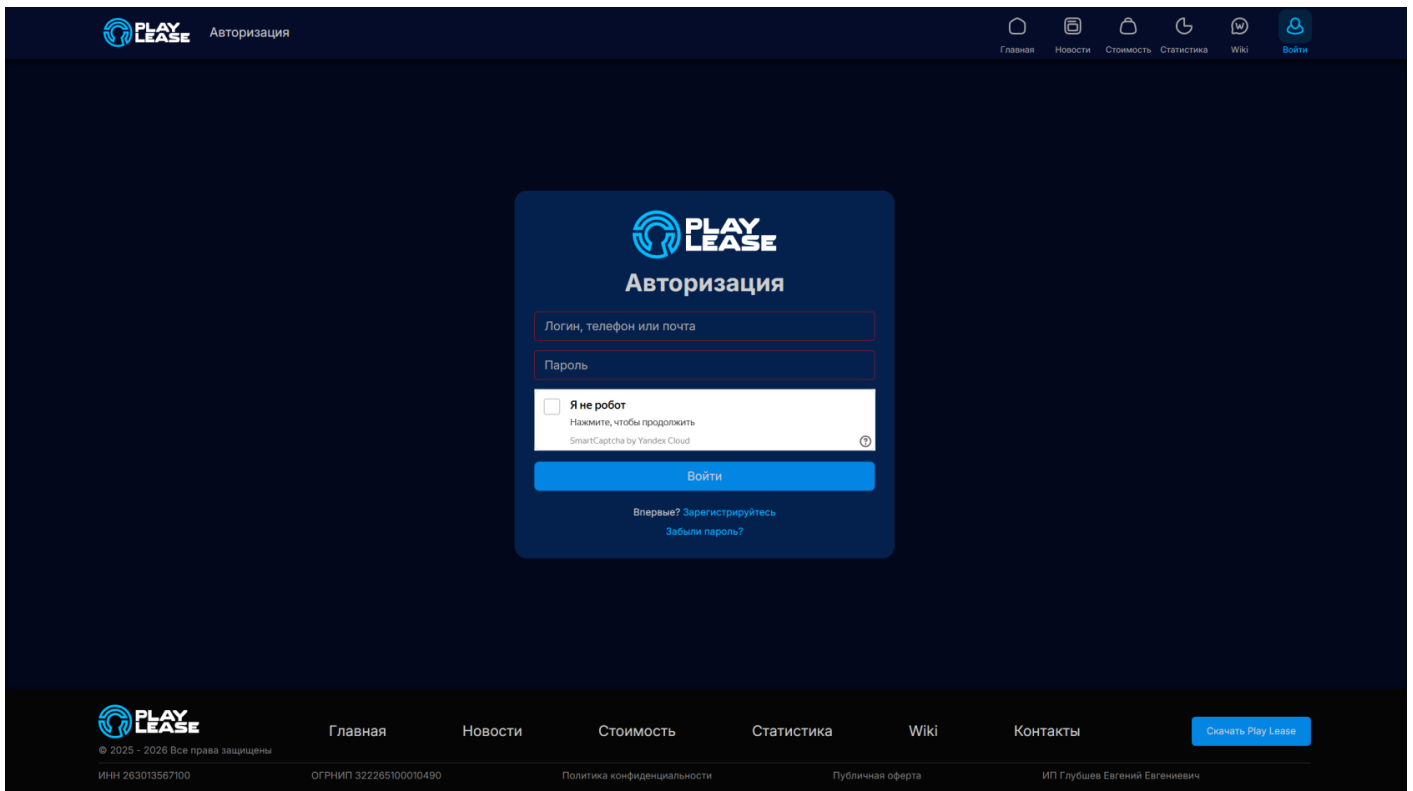 PLAY LEASE Авторизация
Главная Новости Стоимость Статистика Wiki Войти
PLAY LEASE
Авторизация
Логин, телефон или почта
Пароль
Я не робот
Нажмите, чтобы продолжить
SmartCaptcha by Yandex Cloud
Войти
Впервые? Зарегистрируйтесь
Забыли пароль?
PLAY LEASE
Главная Новости Стоимость Статистика Wiki Контакты Скачать Play Lease
© 2025 - 2026 Все права защищены
ИНН 263013567100 ОГРНИП 322265100010490 Политика конфиденциальности Публичная оферта ИП Глубшев Евгений Евгениевич